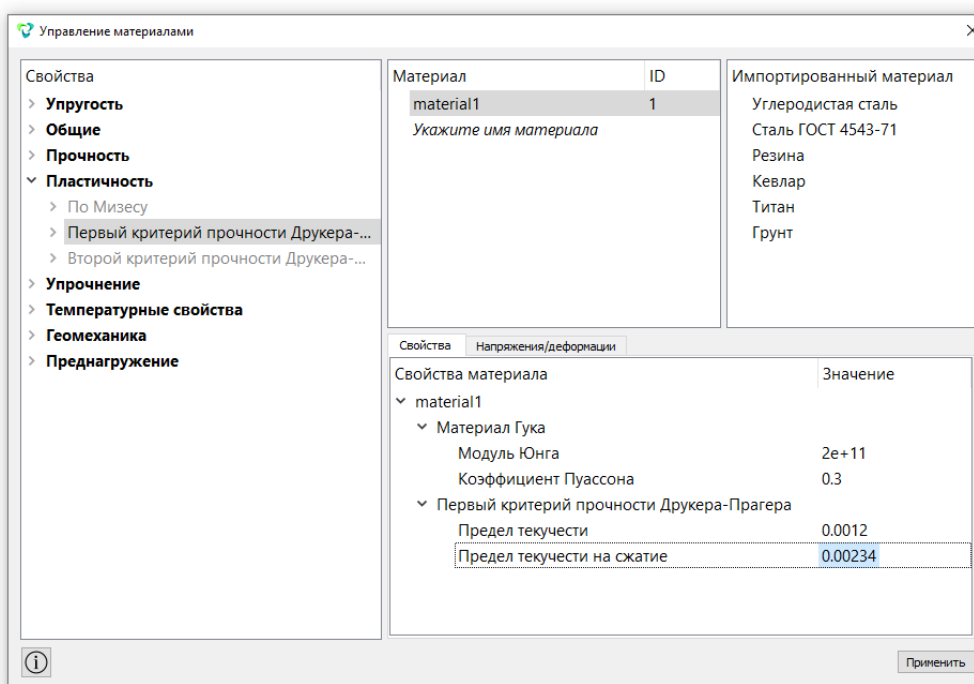 Управление материалами
Свойства
Упругость
Общие
Прочность
Пластичность
По Мизесу
Первый критерий прочности Друкера-...
Второй критерий прочности Друкера-...
Упрочнение
Температурные свойства
Геомеханика
Преднагружение
Материал ID
material1 1
Укажите имя материала
Импортированный материал
Углеродистая сталь
Сталь ГОСТ 4543-71
Резина
Кевлар
Титан
Грунт
Свойства Напряжения/деформации
Свойства материала Значение
material1
Материал Гука
Модуль Юнга 2e+11
Коэффициент Пуассона 0.3
Первый критерий прочности Друкера-Прагера
Предел текучести 0.0012
Предел текучести на сжатие 0.00234
Применить